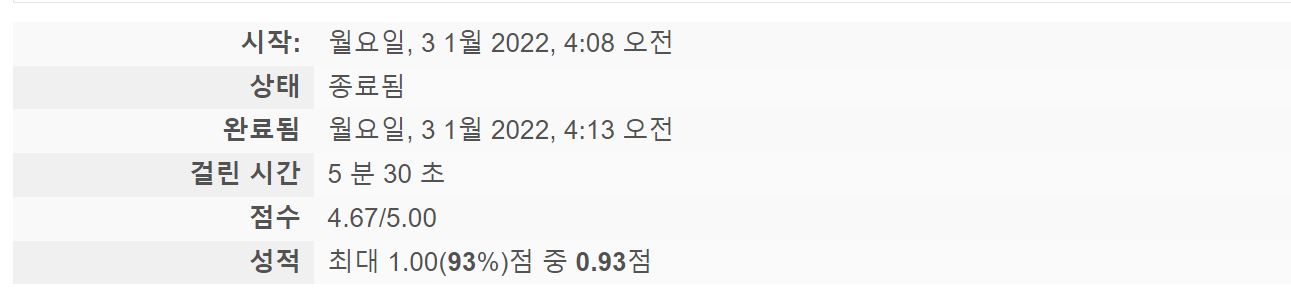 시작: 월요일, 3 1월 2022, 4:08 오전
상태 종료됨
완료됨 월요일, 3 1월 2022, 4:13 오전
걸린 시간 5 분 30 초
점수 4.67/5.00
성적 최대 1.00(93%)점 중 0.93점